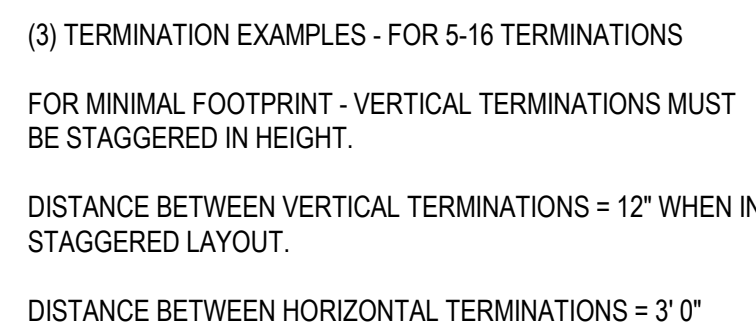 (3) TERMINATION EXAMPLES - FOR 5-16 TERMINATIONS
FOR MINIMAL FOOTPRINT - VERTICAL TERMINATIONS MUST
BE STAGGERED IN HEIGHT.
DISTANCE BETWEEN VERTICAL TERMINATIONS = 12" WHEN IN
STAGGERED LAYOUT.
DISTANCE BETWEEN HORIZONTAL TERMINATIONS = 3' 0"